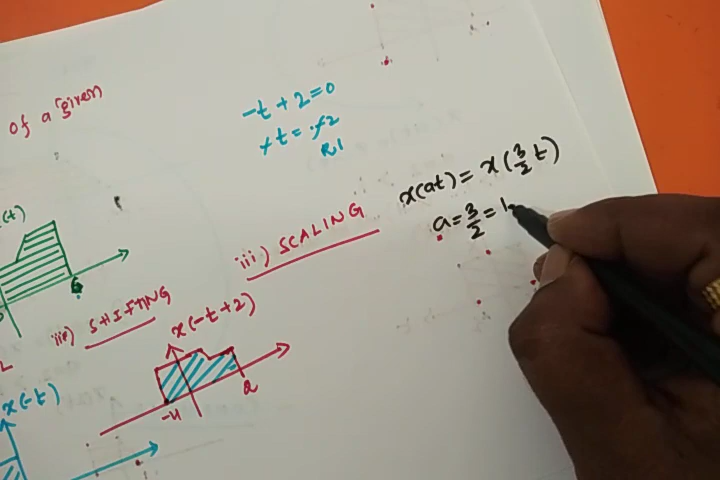 of a given
-t + 2 = 0
+t = +2
R1
x(at) = x(3/2 t)
a = 3/2 = 1.
iii) SCALING
(t)
6
iii) SHIFTING
x(-t+2)
-4
2
x(-t)